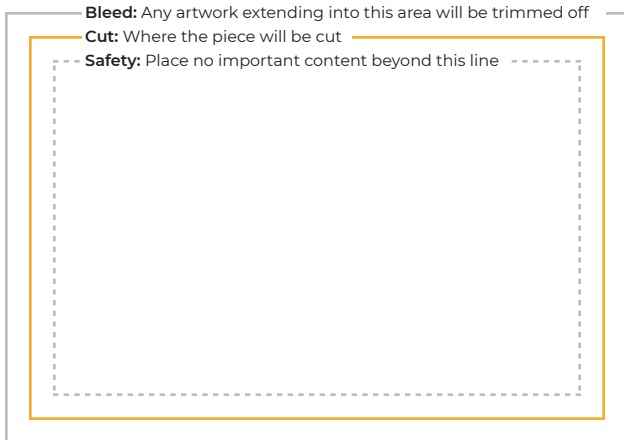 Bleed: Any artwork extending into this area will be trimmed off
Cut: Where the piece will be cut
Safety: Place no important content beyond this line